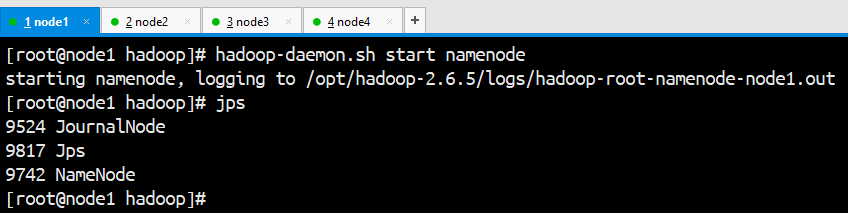 1 node1 × 2 node2 × 3 node3 × 4 node4 × +
[root@node1 hadoop]# hadoop-daemon.sh start namenode
starting namenode, logging to /opt/hadoop-2.6.5/logs/hadoop-root-namenode-node1.out
[root@node1 hadoop]# jps
9524 JournalNode
9817 Jps
9742 NameNode
[root@node1 hadoop]#